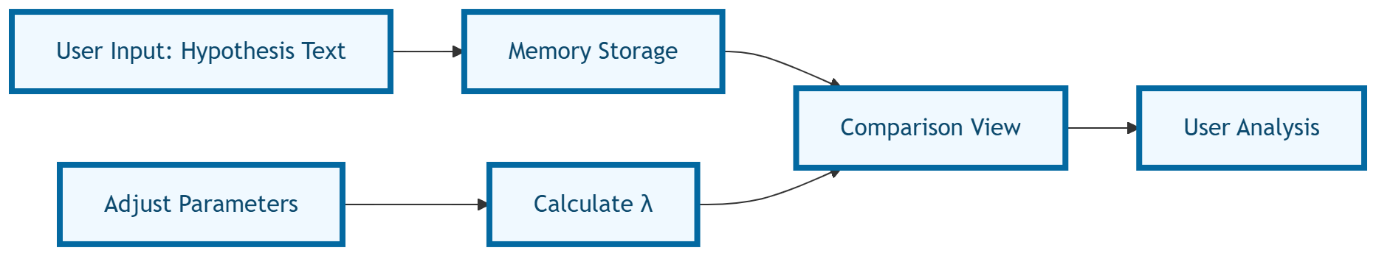 User Input: Hypothesis Text
Memory Storage
Comparison View
User Analysis
Adjust Parameters
Calculate λ